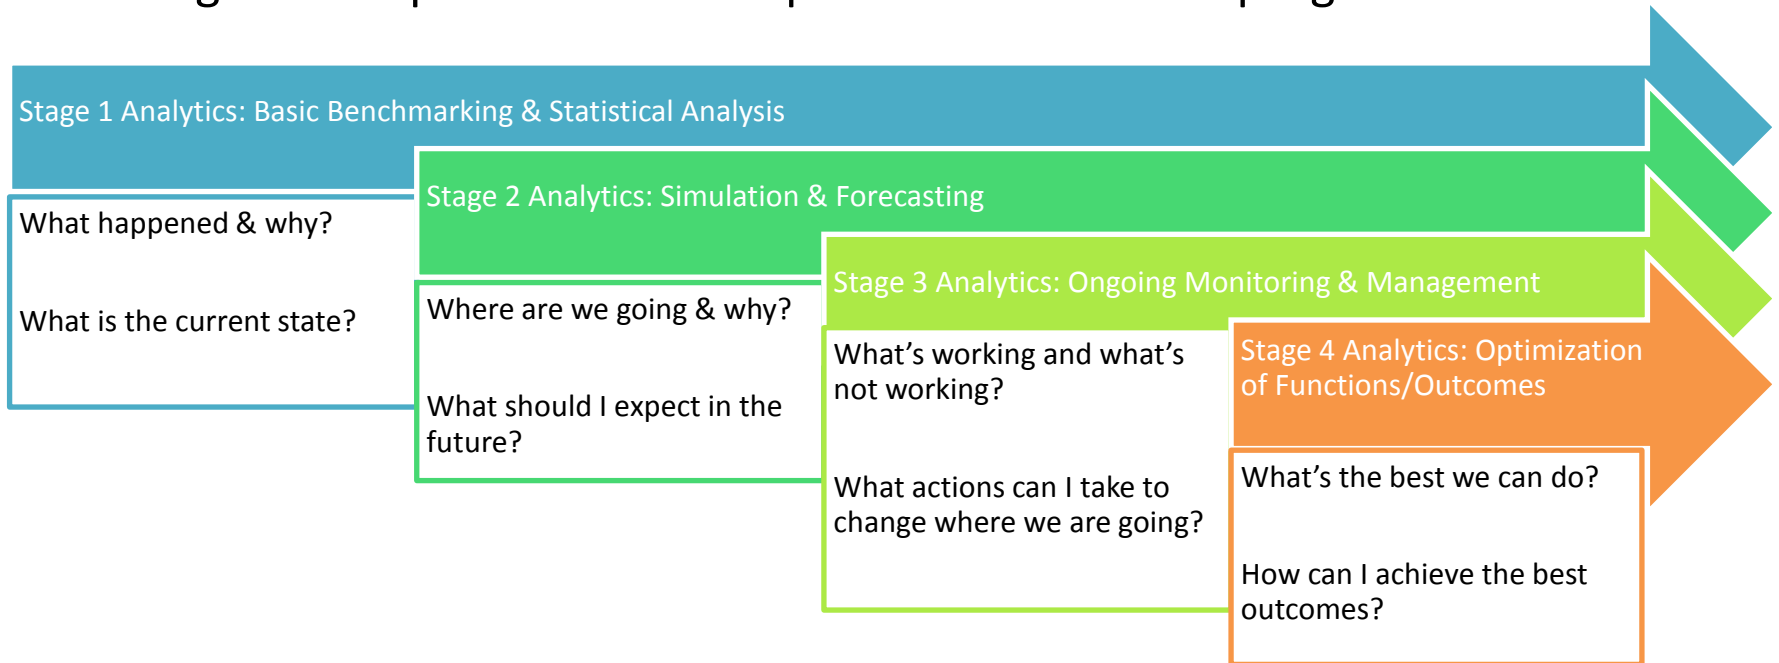 Stage 1 Analytics: Basic Benchmarking & Statistical Analysis
What happened & why?
What is the current state?
Stage 2 Analytics: Simulation & Forecasting
Where are we going & why?
What should I expect in the
future?
Stage 3 Analytics: Ongoing Monitoring & Management
What’s working and what’s
not working?
What actions can I take to
change where we are going?
Stage 4 Analytics: Optimization
of Functions/Outcomes
What’s the best we can do?
How can I achieve the best
outcomes?